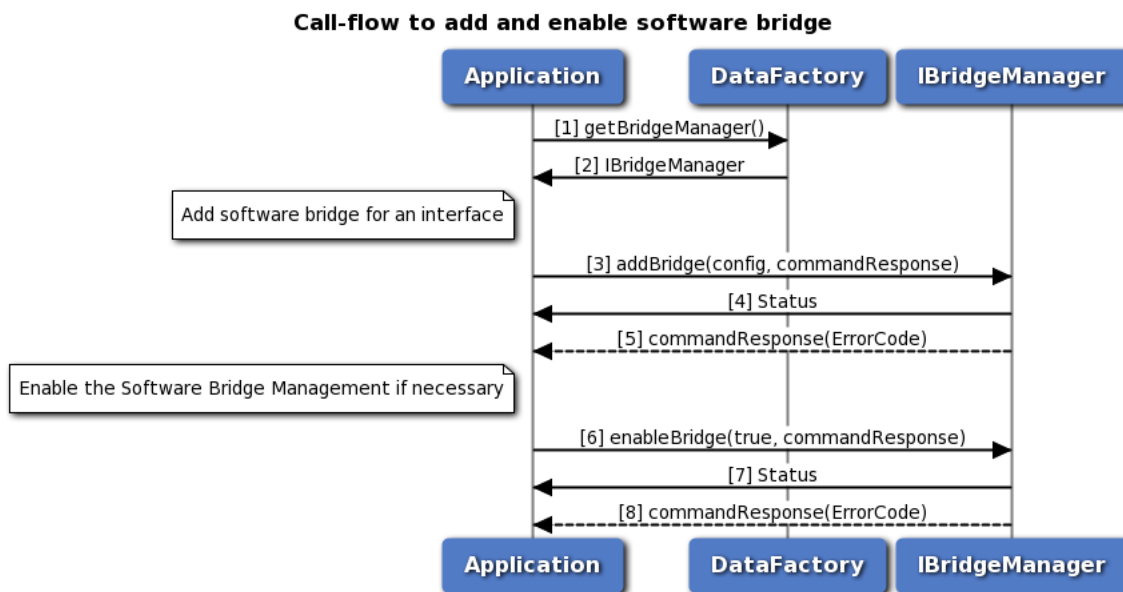 Call-flow to add and enable software bridge
Application
DataFactory
IBridgeManager
[1] getBridgeManager()
[2] IBridgeManager
Add software bridge for an interface
[3] addBridge(config, commandResponse)
[4] Status
[5] commandResponse(ErrorCode)
Enable the Software Bridge Management if necessary
[6] enableBridge(true, commandResponse)
[7] Status
[8] commandResponse(ErrorCode)
Application
DataFactory
IBridgeManager